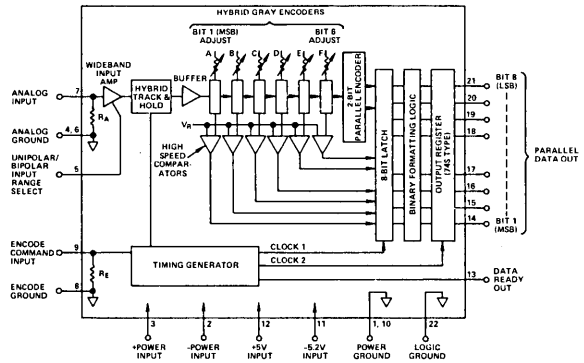 HYBRID GRAY ENCODERS
BIT 1 (MSB) ADJUST
BIT 6 ADJUST
A
B
C
D
E
F
WIDEBAND INPUT AMP
HYBRID TRACK & HOLD
BUFFER
2-BIT PARALLEL ENCODER
8-BIT LATCH
BINARY FORMATTING LOGIC
OUTPUT REGISTER (74S TYPE)
ANALOG INPUT
7
RA
ANALOG GROUND
4, 6
UNIPOLAR/
BIPOLAR
INPUT
RANGE
SELECT
5
VR
HIGH
SPEED
COMPAR-
ATORS
21
BIT 8 (LSB)
20
19
18
17
16
15
14
BIT 1 (MSB)
PARALLEL DATA OUT
ENCODE
COMMAND
INPUT
9
RE
ENCODE GROUND
8
TIMING GENERATOR
CLOCK 1
CLOCK 2
13
DATA READY OUT
3
2
12
11
1, 10
22
+POWER INPUT
-POWER INPUT
+5V INPUT
-5.2V INPUT
POWER GROUND
LOGIC GROUND